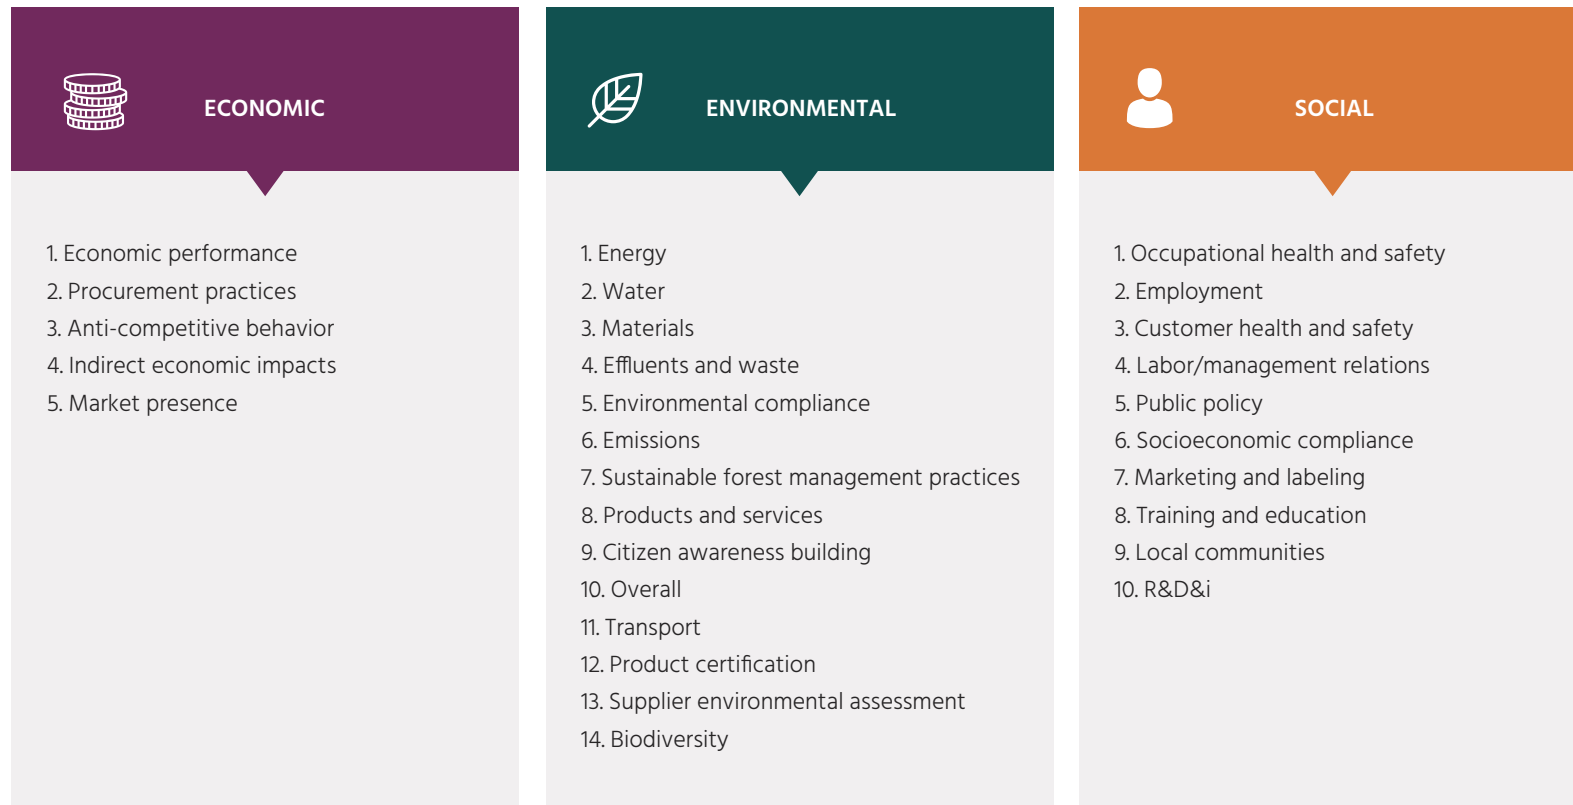 ECONOMIC
1. Economic performance
2. Procurement practices
3. Anti-competitive behavior
4. Indirect economic impacts
5. Market presence
ENVIRONMENTAL
1. Energy
2. Water
3. Materials
4. Effluents and waste
5. Environmental compliance
6. Emissions
7. Sustainable forest management practices
8. Products and services
9. Citizen awareness building
10. Overall
11. Transport
12. Product certification
13. Supplier environmental assessment
14. Biodiversity
SOCIAL
1. Occupational health and safety
2. Employment
3. Customer health and safety
4. Labor/management relations
5. Public policy
6. Socioeconomic compliance
7. Marketing and labeling
8. Training and education
9. Local communities
10. R&D&i